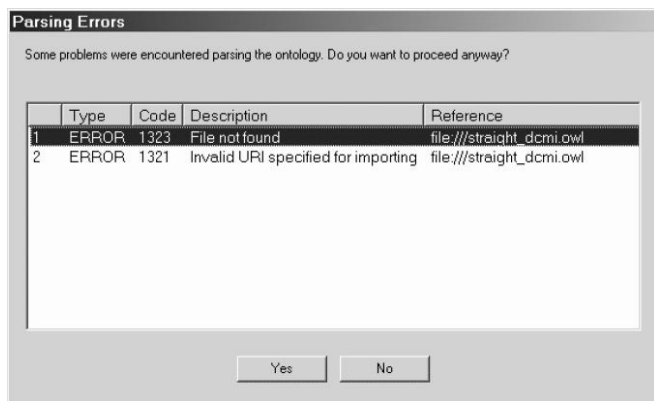 Parsing Errors
Some problems were encountered parsing the ontology. Do you want to proceed anyway?
Type Code Description Reference
1 ERROR 1323 File not found file:///straight_dcmi.owl
2 ERROR 1321 Invalid URI specified for importing file:///straight_dcmi.owl
Yes No